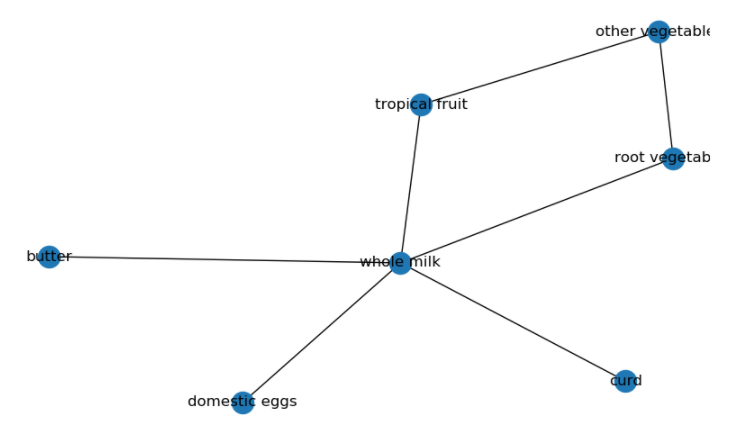 other vegetable
tropical fruit
root vegetab
butter
whole milk
curd
domestic eggs